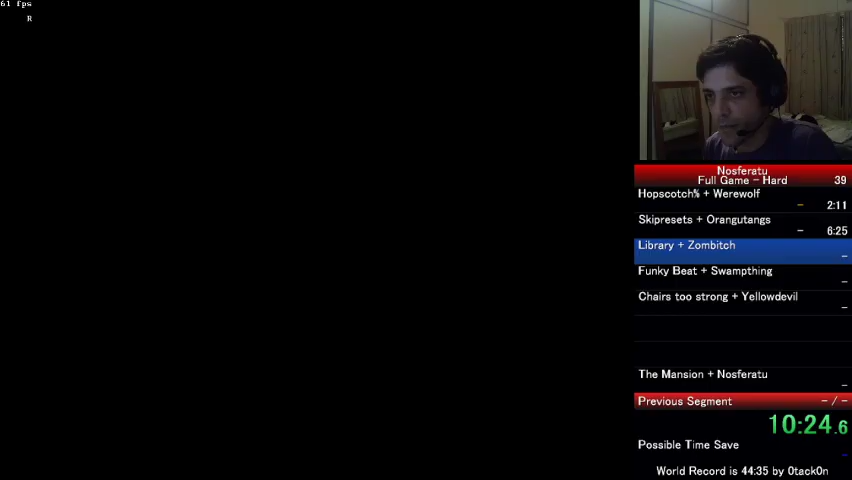 61 fps
R
Nosferatu
Full Game – Hard 39
Hopscotch% + Werewolf
– 2:11
Skipresets + Orangutangs
– 6:25
Library + Zombitch
–
Funky Beat + Swampthing
–
Chairs too strong + Yellowdevil
–
The Mansion + Nosferatu
–
Previous Segment – / –
10:24.6
Possible Time Save
–
World Record is 44:35 by 0tack0n